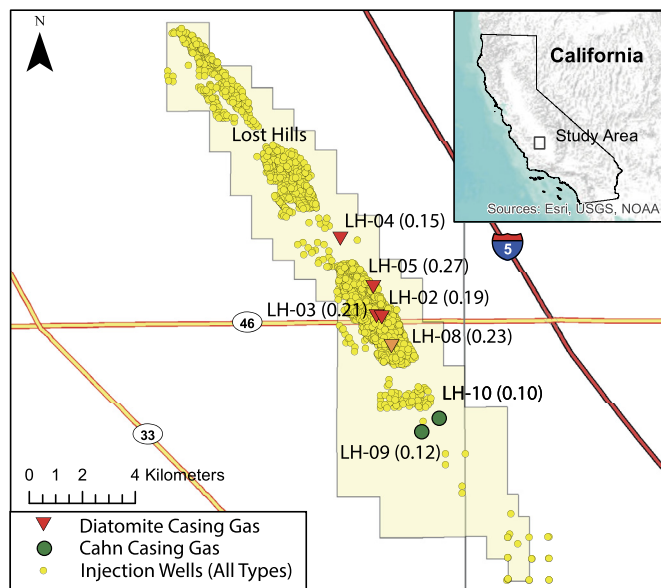 N
California
Study Area
Sources: Esri, USGS, NOAA
Lost Hills
LH-04 (0.15)
5
LH-05 (0.27)
LH-02 (0.19)
LH-03 (0.21)
46
LH-08 (0.23)
LH-10 (0.10)
33
LH-09 (0.12)
0 1 2 4 Kilometers
Diatomite Casing Gas
Cahn Casing Gas
Injection Wells (All Types)